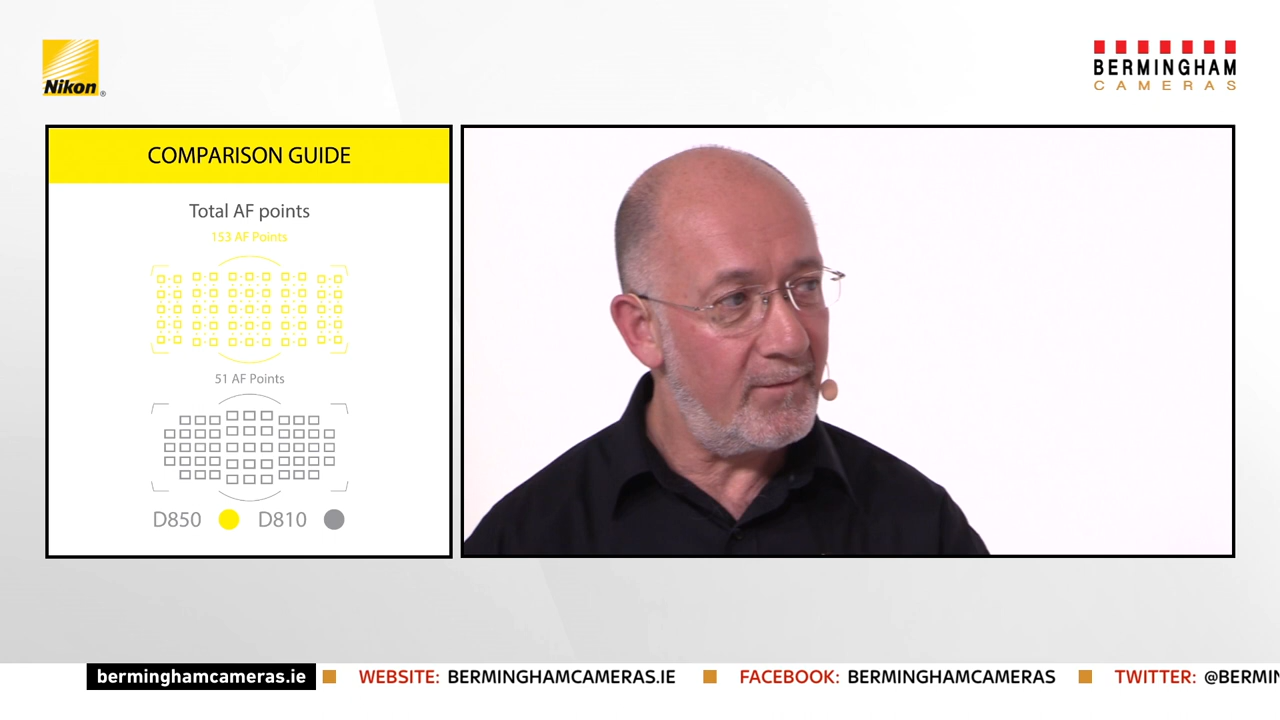 Nikon
BERMINGHAM
CAMERAS
COMPARISON GUIDE
Total AF points
153 AF Points
51 AF Points
D850 D810
berminghamcameras.ie WEBSITE: BERMINGHAMCAMERAS.IE FACEBOOK: BERMINGHAMCAMERAS TWITTER: @BERMIN